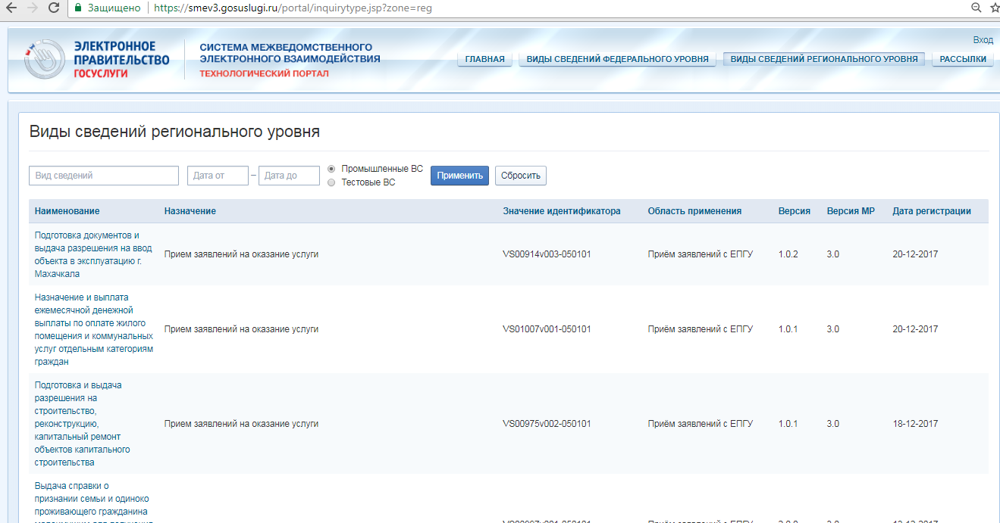 Защищено
https://smev3.gosuslugi.ru/portal/inquirytype.jsp?zone=reg
Вход
ЭЛЕКТРОННОЕ
ПРАВИТЕЛЬСТВО
ГОСУСЛУГИ
СИСТЕМА МЕЖВЕДОМСТВЕННОГО
ЭЛЕКТРОННОГО ВЗАИМОДЕЙСТВИЯ
ТЕХНОЛОГИЧЕСКИЙ ПОРТАЛ
ГЛАВНАЯ
ВИДЫ СВЕДЕНИЙ ФЕДЕРАЛЬНОГО УРОВНЯ
ВИДЫ СВЕДЕНИЙ РЕГИОНАЛЬНОГО УРОВНЯ
РАССЫЛКИ
Виды сведений регионального уровня
Вид сведений
Дата от
–
Дата до
Промышленные ВС
Тестовые ВС
Применить
Сбросить
Наименование Назначение Значение идентификатора Область применения Версия Версия МР Дата регистрации
Подготовка документов и
выдача разрешения на ввод
объекта в эксплуатацию г.
Махачкала
Прием заявлений на оказание услуги VS00914v003-050101 Приём заявлений с ЕПГУ 1.0.2 3.0 20-12-2017
Назначение и выплата
ежемесячной денежной
выплаты по оплате жилого
помещения и коммунальных
услуг отдельным категориям
граждан
Прием заявлений на оказание услуги VS01007v001-050101 Приём заявлений с ЕПГУ 1.0.1 3.0 20-12-2017
Подготовка и выдача
разрешения на
строительство,
реконструкцию,
капитальный ремонт
объектов капитального
строительства
Прием заявлений на оказание услуги VS00975v002-050101 Приём заявлений с ЕПГУ 1.0.1 3.0 18-12-2017
Выдача справки о
признании семьи и одиноко
проживающего гражданина